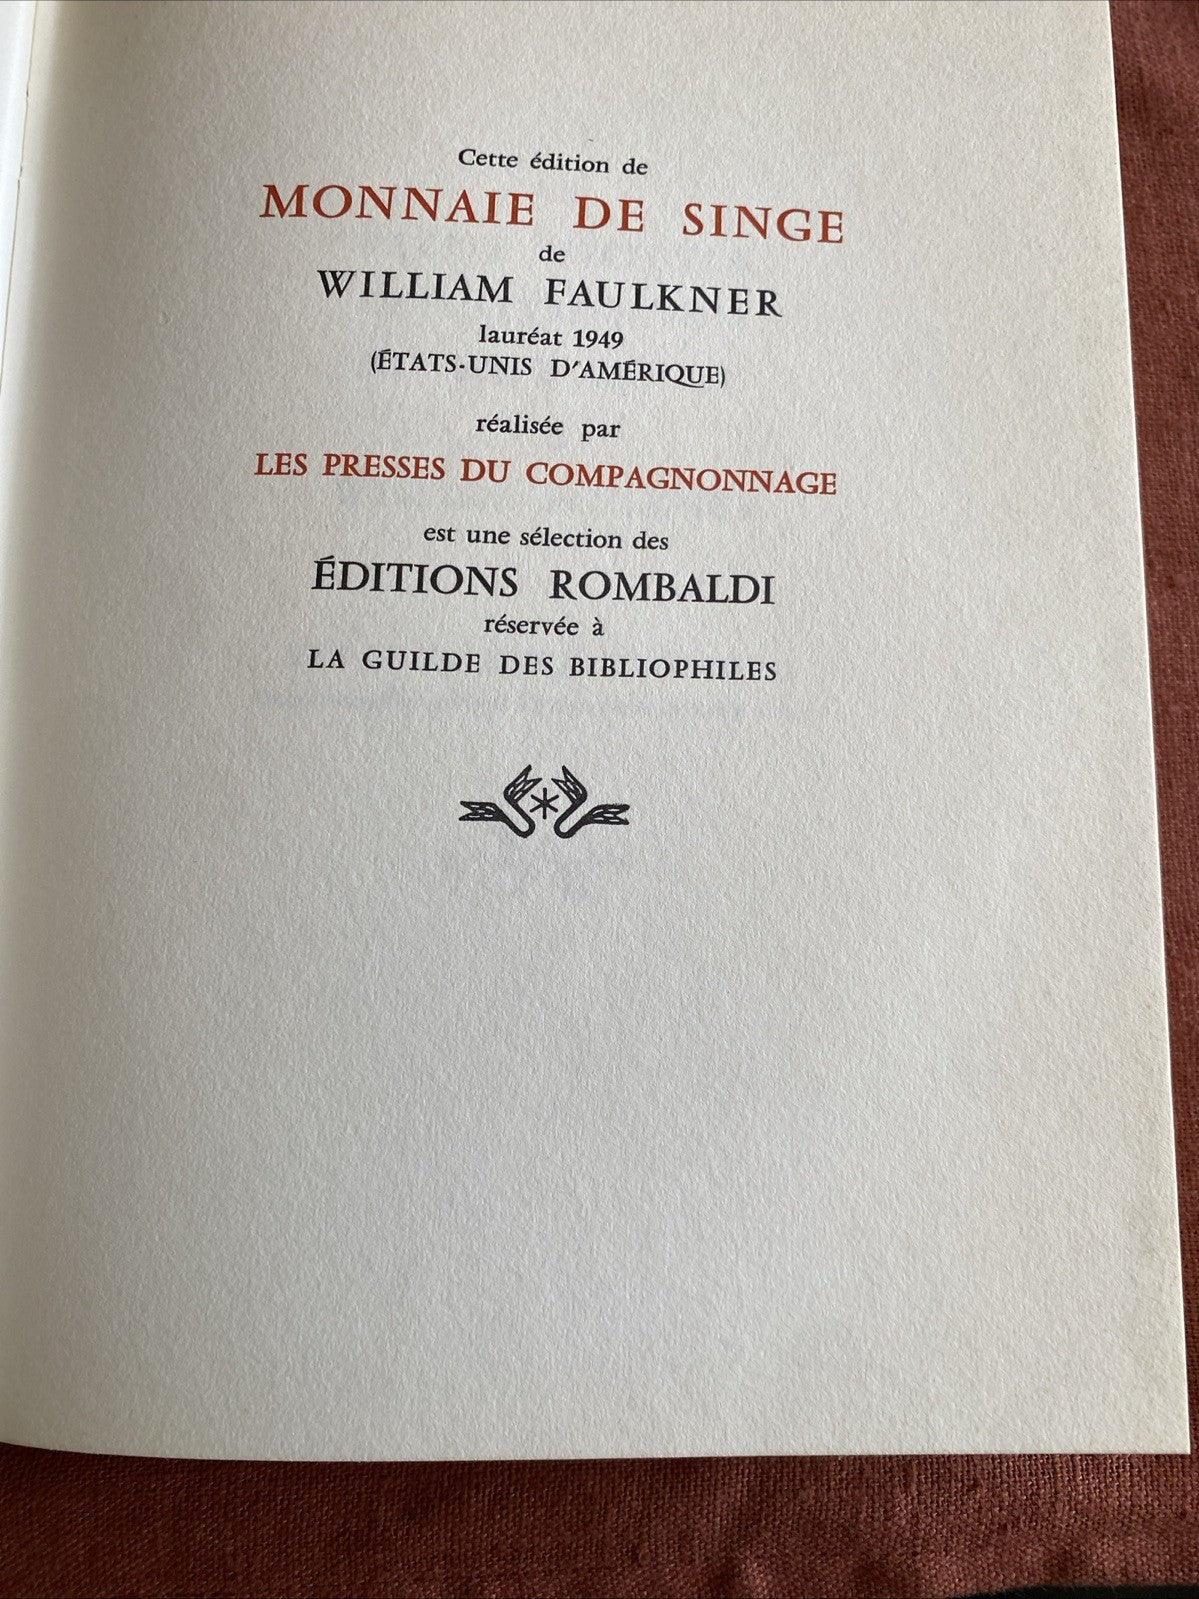 Cette édition de
MONNAIE DE SINGE
de
WILLIAM FAULKNER
lauréat 1949
(ÉTATS-UNIS D'AMÉRIQUE)
réalisée par
LES PRESSES DU COMPAGNONNAGE
est une sélection des
ÉDITIONS ROMBALDI
réservée à
LA GUILDE DES BIBLIOPHILES